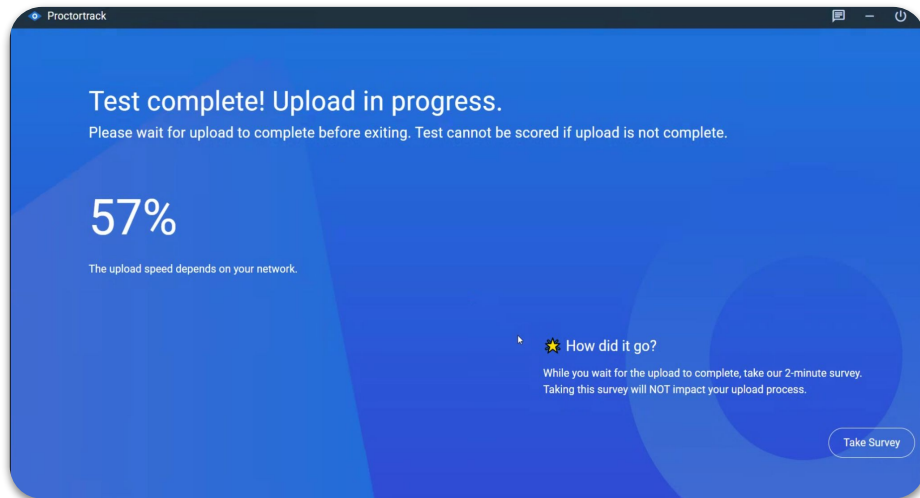 Proctortrack
Test complete! Upload in progress.
Please wait for upload to complete before exiting. Test cannot be scored if upload is not complete.
57%
The upload speed depends on your network.
How did it go?
While you wait for the upload to complete, take our 2-minute survey.
Taking this survey will NOT impact your upload process.
Take Survey